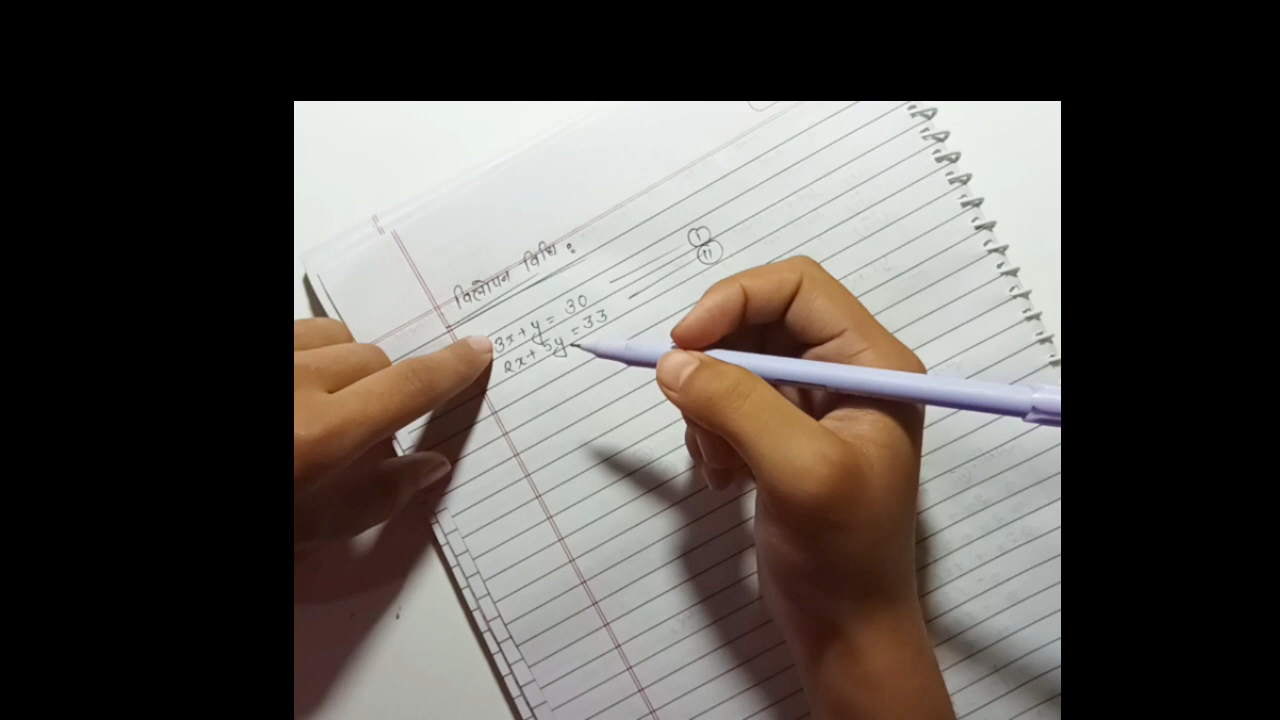 विलोपन विधि :
3x + y = 30 ——— (i)
2x + 5y = 33 ——— (ii)